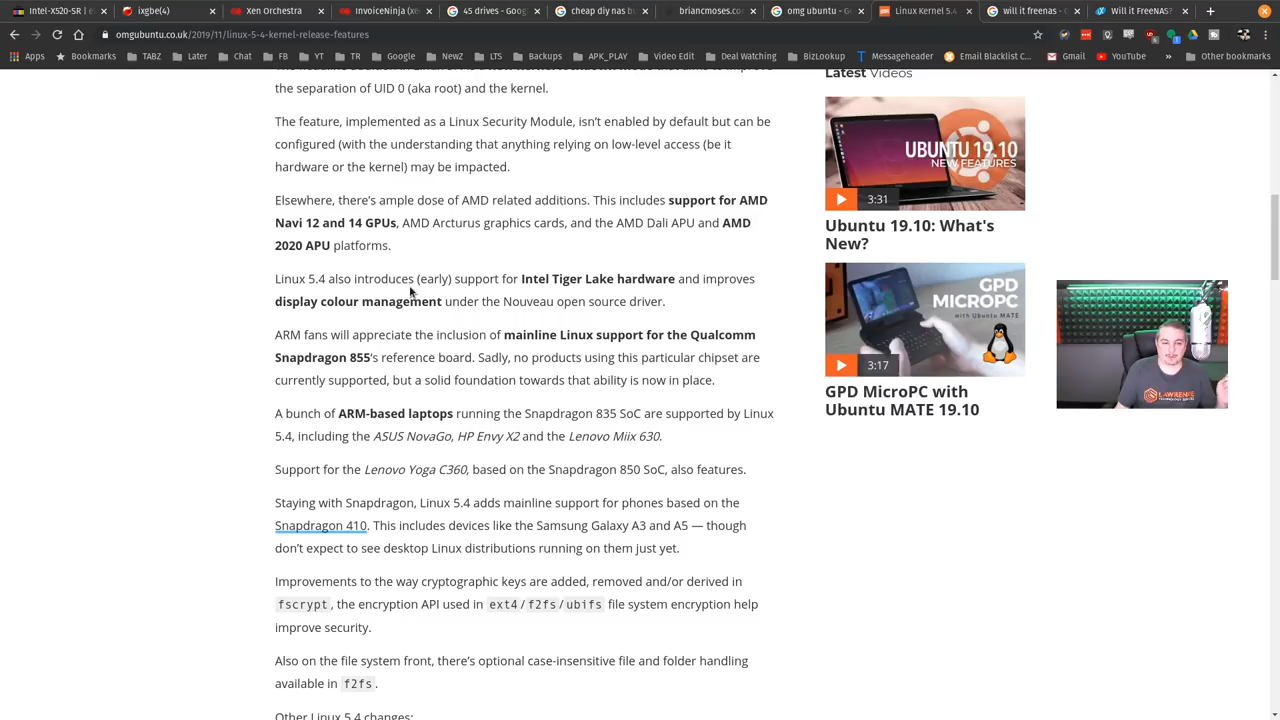 Intel-X520-SR | e
ixgbe(4)
Xen Orchestra
InvoiceNinja (xe
45 drives - Goog
cheap diy nas bu
briancmoses.co
omg ubuntu - G
Linux Kernel 5.4
will it freenas - G
Will it FreeNAS?
omgubuntu.co.uk/2019/11/linux-5-4-kernel-release-features
Apps Bookmarks TABZ Later Chat FB YT TR Google NewZ LTS Backups APK_PLAY Video Edit Deal Watching BizLookup Messageheader Email Blacklist C... Gmail YouTube » Other bookmarks
the separation of UID 0 (aka root) and the kernel.
The feature, implemented as a Linux Security Module, isn't enabled by default but can be
configured (with the understanding that anything relying on low-level access (be it
hardware or the kernel) may be impacted.
Elsewhere, there's ample dose of AMD related additions. This includes support for AMD
Navi 12 and 14 GPUs, AMD Arcturus graphics cards, and the AMD Dali APU and AMD
2020 APU platforms.
Linux 5.4 also introduces (early) support for Intel Tiger Lake hardware and improves
display colour management under the Nouveau open source driver.
ARM fans will appreciate the inclusion of mainline Linux support for the Qualcomm
Snapdragon 855's reference board. Sadly, no products using this particular chipset are
currently supported, but a solid foundation towards that ability is now in place.
A bunch of ARM-based laptops running the Snapdragon 835 SoC are supported by Linux
5.4, including the ASUS NovaGo, HP Envy X2 and the Lenovo Miix 630.
Support for the Lenovo Yoga C360, based on the Snapdragon 850 SoC, also features.
Staying with Snapdragon, Linux 5.4 adds mainline support for phones based on the
Snapdragon 410. This includes devices like the Samsung Galaxy A3 and A5 — though
don't expect to see desktop Linux distributions running on them just yet.
Improvements to the way cryptographic keys are added, removed and/or derived in
fscrypt, the encryption API used in ext4/f2fs/ubifs file system encryption help
improve security.
Also on the file system front, there's optional case-insensitive file and folder handling
available in f2fs.
Other Linux 5.4 changes:
Latest Videos
UBUNTU 19.10
NEW FEATURES
3:31
Ubuntu 19.10: What's
New?
GPD
MICROPC
with Ubuntu MATE
3:17
GPD MicroPC with
Ubuntu MATE 19.10
LAWRENCE